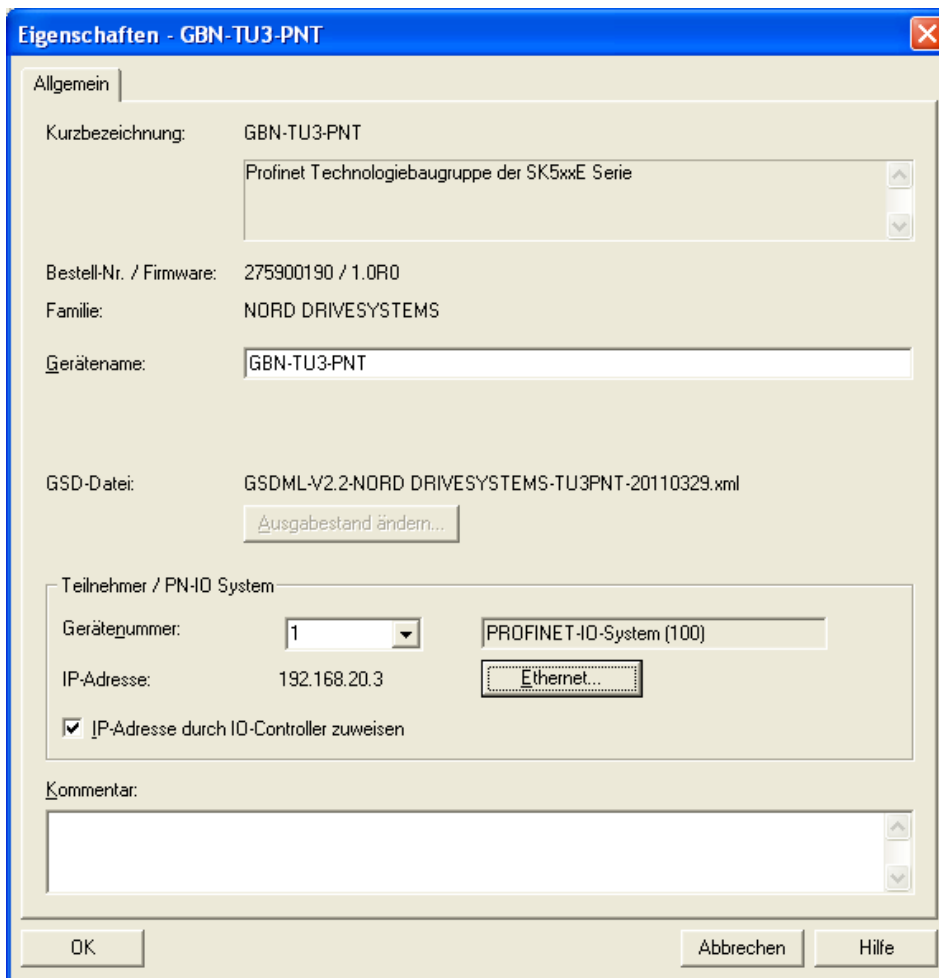 Eigenschaften - GBN-TU3-PNT
Allgemein
Kurzbezeichnung: GBN-TU3-PNT
Profinet Technologiebaugruppe der SK5xxE Serie
Bestell-Nr. / Firmware: 275900190 / 1.0R0
Familie: NORD DRIVESYSTEMS
Gerätename: GBN-TU3-PNT
GSD-Datei: GSDML-V2.2-NORD DRIVESYSTEMS-TU3PNT-20110329.xml
Ausgabestand ändern...
Teilnehmer / PN-IO System
Gerätenummer: 1 PROFINET-IO-System (100)
IP-Adresse: 192.168.20.3 Ethernet...
IP-Adresse durch IO-Controller zuweisen
Kommentar:
OK Abbrechen Hilfe